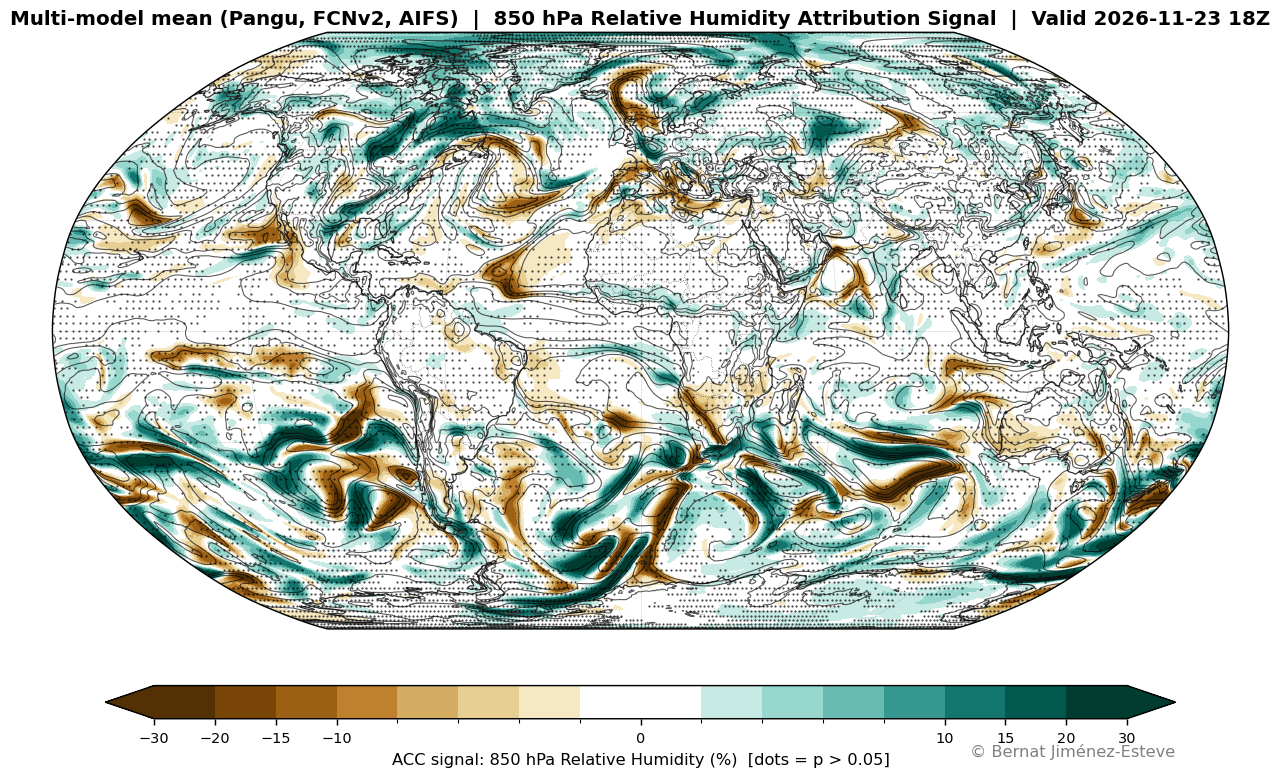 Multi-model mean (Pangu, FCNv2, AIFS)  |  850 hPa Relative Humidity Attribution Signal  |  Valid 2026-11-23 18Z
−30 −20 −15 −10 0 10 15 20 30
ACC signal: 850 hPa Relative Humidity (%)  [dots = p > 0.05]
© Bernat Jiménez-Esteve